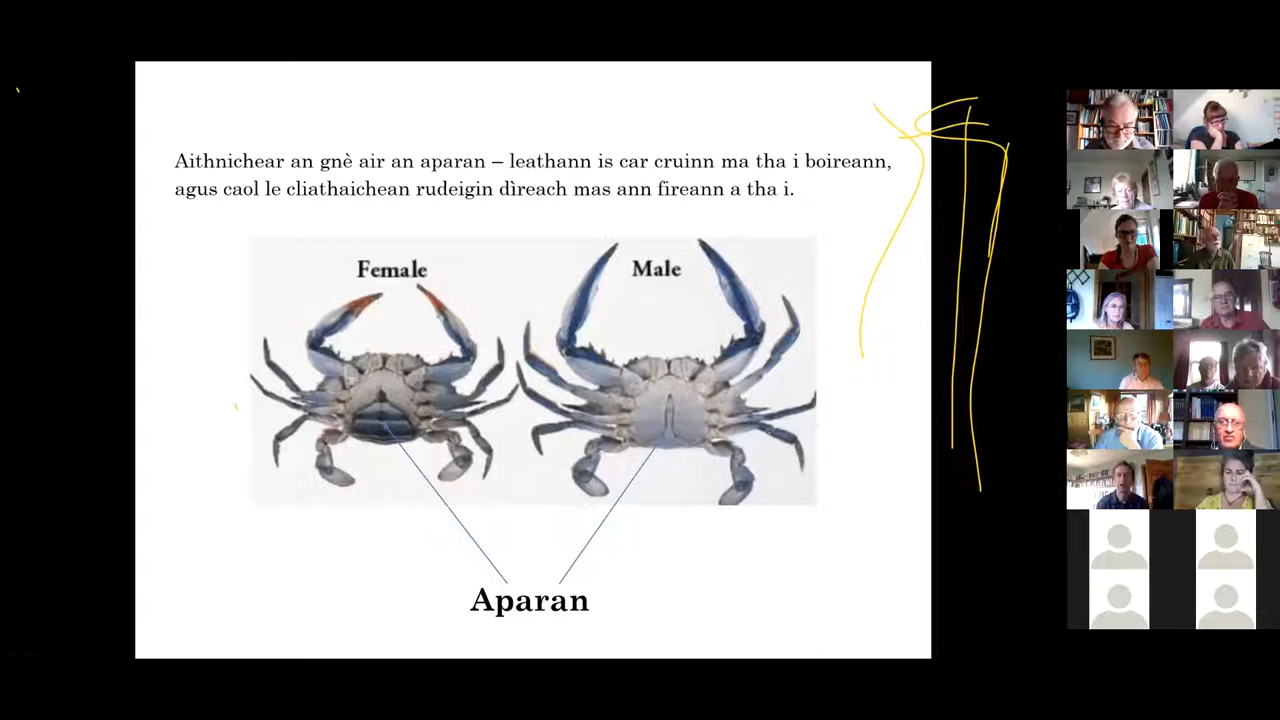 Aithnichear an gnè air an aparan – leathann is car cruinn ma tha i boireann,
agus caol le cliathaichean rudeigin dìreach mas ann fireann a tha i.
Female
Male
Aparan